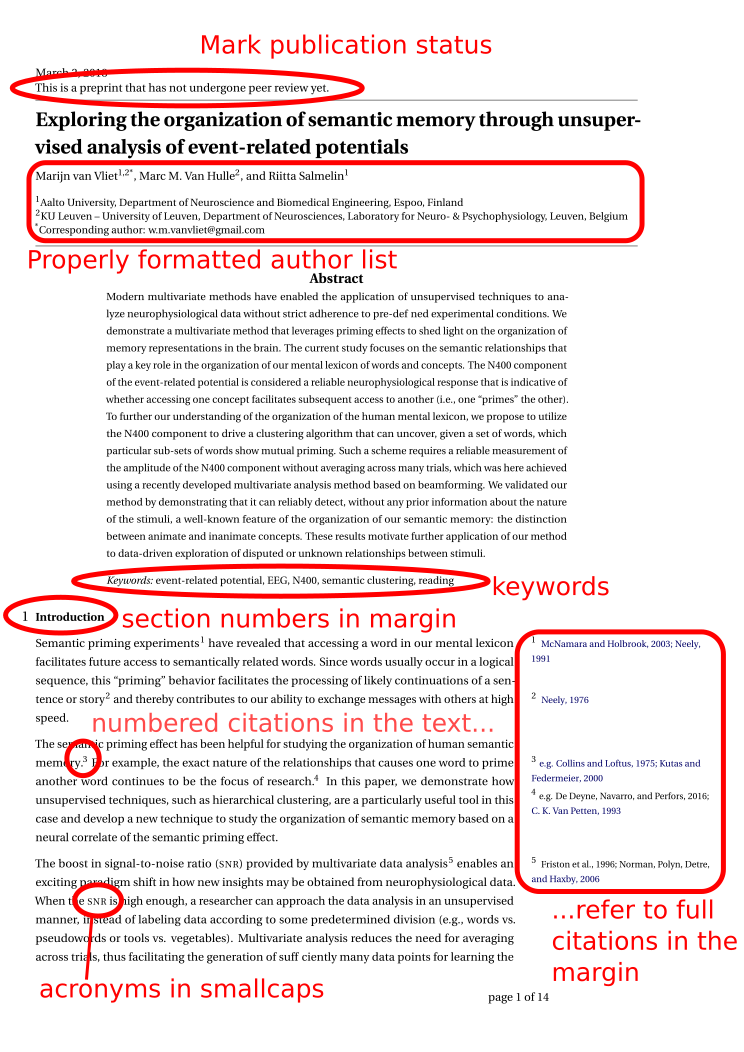 Mark publication status
March 3, 2018
This is a preprint that has not undergone peer review yet.
Exploring the organization of semantic memory through unsuper-
vised analysis of event-related potentials
Marijn van Vliet1,2*, Marc M. Van Hulle2, and Riitta Salmelin1
1Aalto University, Department of Neuroscience and Biomedical Engineering, Espoo, Finland
2KU Leuven – University of Leuven, Department of Neurosciences, Laboratory for Neuro- & Psychophysiology, Leuven, Belgium
*Corresponding author: w.m.vanvliet@gmail.com
Properly formatted author list
Abstract
Modern multivariate methods have enabled the application of unsupervised techniques to ana-
lyze neurophysiological data without strict adherence to pre-def ned experimental conditions. We
demonstrate a multivariate method that leverages priming effects to shed light on the organization of
memory representations in the brain. The current study focuses on the semantic relationships that
play a key role in the organization of our mental lexicon of words and concepts. The N400 component
of the event-related potential is considered a reliable neurophysiological response that is indicative of
whether accessing one concept facilitates subsequent access to another (i.e., one “primes” the other).
To further our understanding of the organization of the human mental lexicon, we propose to utilize
the N400 component to drive a clustering algorithm that can uncover, given a set of words, which
particular sub-sets of words show mutual priming. Such a scheme requires a reliable measurement of
the amplitude of the N400 component without averaging across many trials, which was here achieved
using a recently developed multivariate analysis method based on beamforming. We validated our
method by demonstrating that it can reliably detect, without any prior information about the nature
of the stimuli, a well-known feature of the organization of our semantic memory: the distinction
between animate and inanimate concepts. These results motivate further application of our method
to data-driven exploration of disputed or unknown relationships between stimuli.
Keywords: event-related potential, EEG, N400, semantic clustering, reading
keywords
1 Introduction
section numbers in margin
Semantic priming experiments1 have revealed that accessing a word in our mental lexicon
facilitates future access to semantically related words. Since words usually occur in a logical
sequence, this “priming” behavior facilitates the processing of likely continuations of a sen-
tence or story2 and thereby contributes to our ability to exchange messages with others at high
speed.
numbered citations in the text...
The semantic priming effect has been helpful for studying the organization of human semantic
memory.3 For example, the exact nature of the relationships that causes one word to prime
another word continues to be the focus of research.4 In this paper, we demonstrate how
unsupervised techniques, such as hierarchical clustering, are a particularly useful tool in this
case and develop a new technique to study the organization of semantic memory based on a
neural correlate of the semantic priming effect.
The boost in signal-to-noise ratio (SNR) provided by multivariate data analysis5 enables an
exciting paradigm shift in how new insights may be obtained from neurophysiological data.
When the SNR is high enough, a researcher can approach the data analysis in an unsupervised
manner, instead of labeling data according to some predetermined division (e.g., words vs.
pseudowords or tools vs. vegetables). Multivariate analysis reduces the need for averaging
across trials, thus facilitating the generation of suff ciently many data points for learning the
acronyms in smallcaps
1 McNamara and Holbrook, 2003; Neely,
1991
2 Neely, 1976
3 e.g. Collins and Loftus, 1975; Kutas and
Federmeier, 2000
4 e.g. De Deyne, Navarro, and Perfors, 2016;
C. K. Van Petten, 1993
5 Friston et al., 1996; Norman, Polyn, Detre,
and Haxby, 2006
...refer to full
citations in the
margin
page 1 of 14